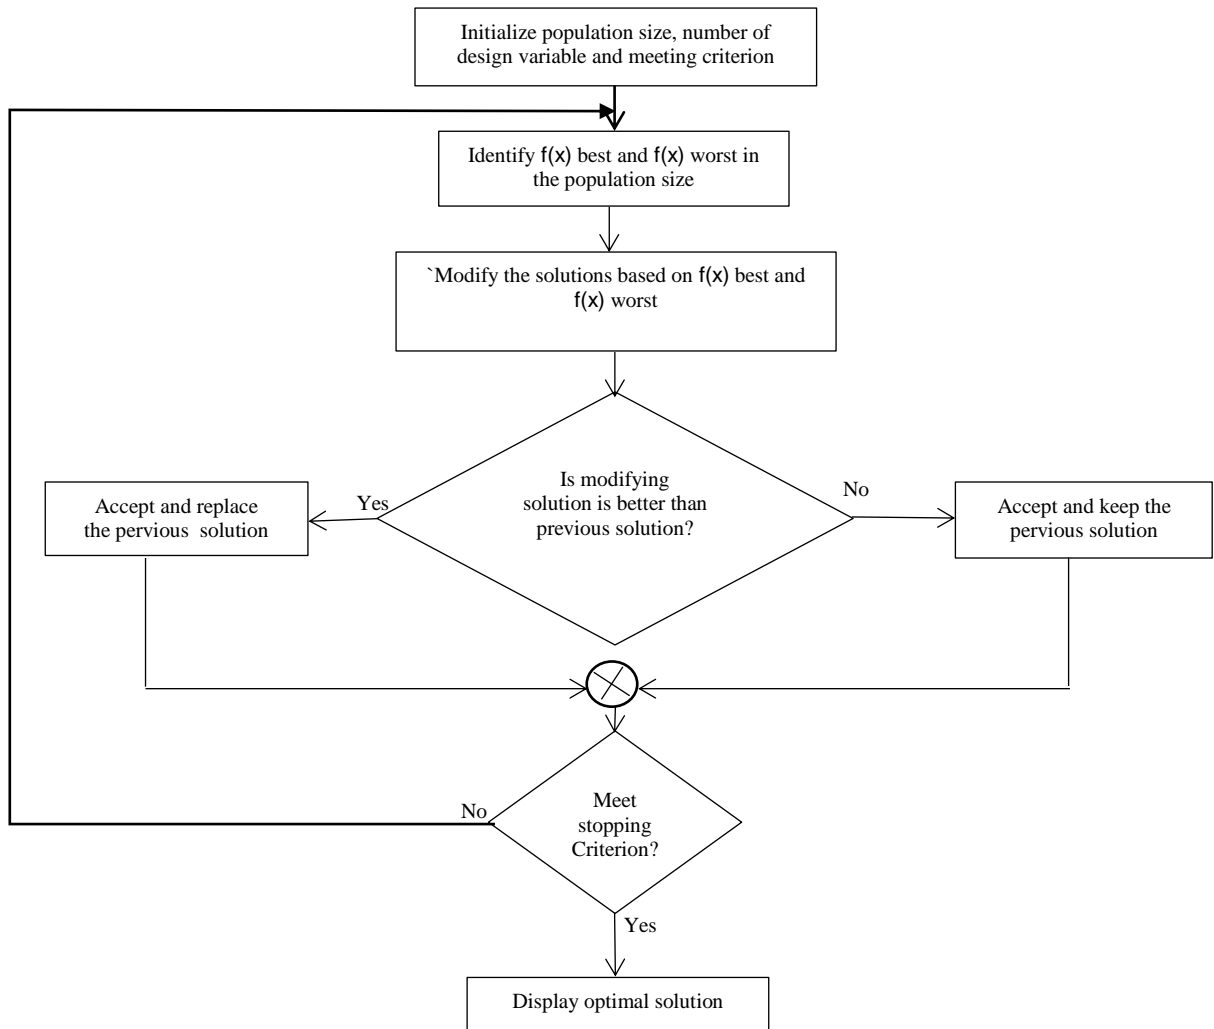 Initialize population size, number of
design variable and meeting criterion
Identify f(x) best and f(x) worst in
the population size
`Modify the solutions based on f(x) best and
f(x) worst
Is modifying
solution is better than
previous solution?
Yes
No
Accept and replace
the pervious solution
Accept and keep the
pervious solution
No
Meet
stopping
Criterion?
Yes
Display optimal solution